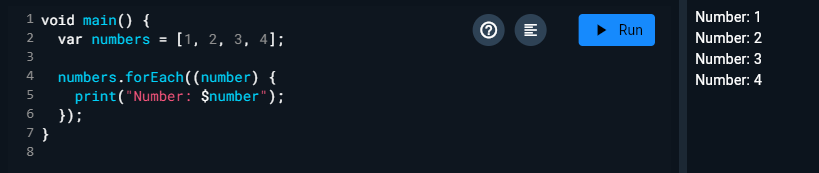 1 void main() {
2   var numbers = [1, 2, 3, 4];
3
4   numbers.forEach((number) {
5     print("Number: $number");
6   });
7 }
8
? Run
Number: 1
Number: 2
Number: 3
Number: 4